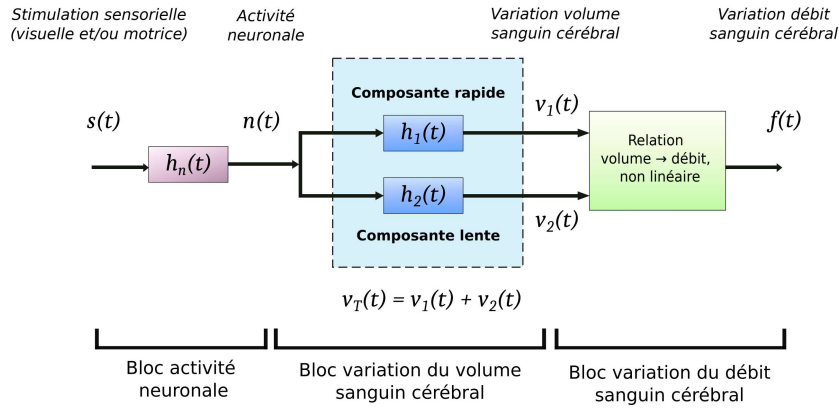 Stimulation sensorielle
(visuelle et/ou motrice)
Activité
neuronale
Variation volume
sanguin cérébral
Variation débit
sanguin cérébral
s(t)
hn(t)
n(t)
Composante rapide
h1(t)
h2(t)
Composante lente
v1(t)
v2(t)
Relation
volume → débit,
non linéaire
f(t)
vT(t) = v1(t) + v2(t)
Bloc activité
neuronale
Bloc variation du volume
sanguin cérébral
Bloc variation du débit
sanguin cérébral